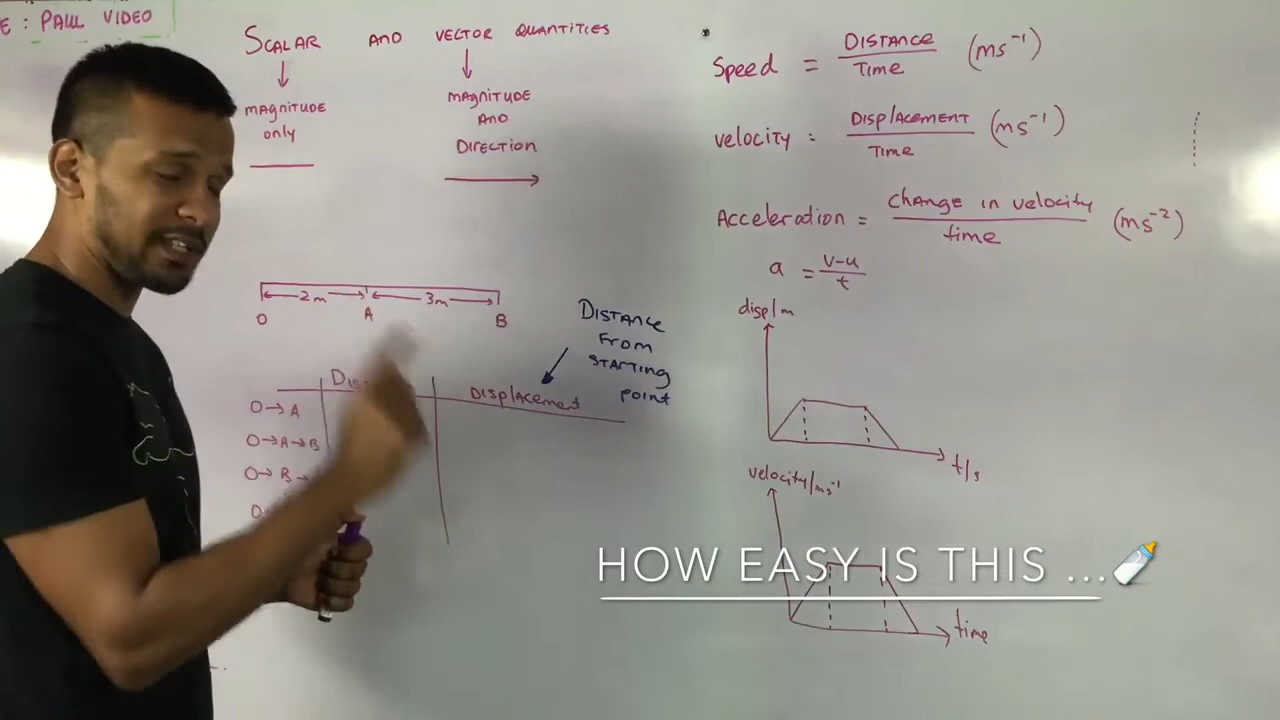 E : PAUL VIDEO
SCALAR AND VECTOR QUANTITIES
MAGNITUDE
only
MAGNITUDE
AND
DIRECTION
Speed = DISTANCE / Time (ms⁻¹)
velocity = DISPLACEMENT / TIME (ms⁻¹)
Acceleration = change in velocity / time (ms⁻²)
a = v-u / t
2m 3m
O A B
DISTANCE
FROM
STARTING
point
DISPLACEMENT
O→A
O→A→B
O→B→
disp/m
t/s
velocity/ms⁻¹
time
HOW EASY IS THIS ...